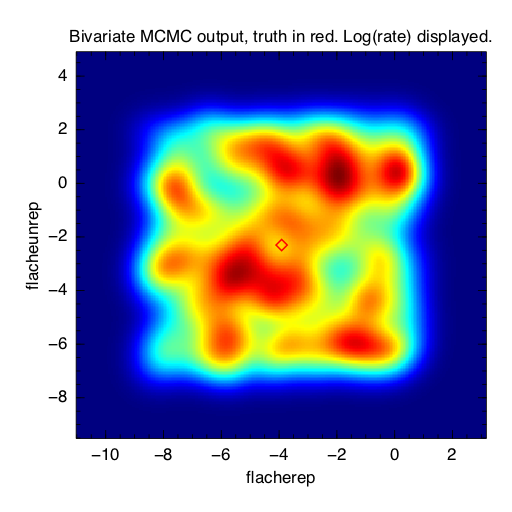 Bivariate MCMC output, truth in red. Log(rate) displayed.
4
2
0
−2
−4
−6
−8
flacheunrep
−10 −8 −6 −4 −2 0 2
flacherep